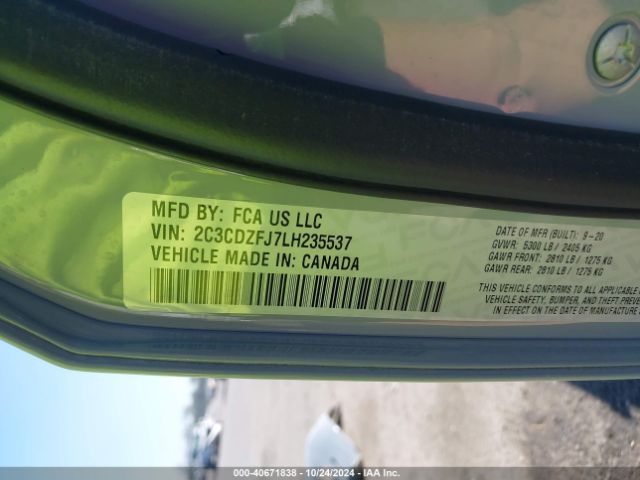 MFD BY: FCA US LLC
VIN: 2C3CDZFJ7LH235537
VEHICLE MADE IN: CANADA
DATE OF MFR (BUILT): 9-20
GVWR: 5300 LB / 2405 KG
GAWR FRONT: 2810 LB / 1275 KG
GAWR REAR: 2810 LB / 1275 KG
THIS VEHICLE CONFORMS TO ALL APPLICABLE
VEHICLE SAFETY, BUMPER, AND THEFT PRE
IN EFFECT ON THE DATE OF MANUFACTURE
000-40671838 - 10/24/2024 - IAA Inc.